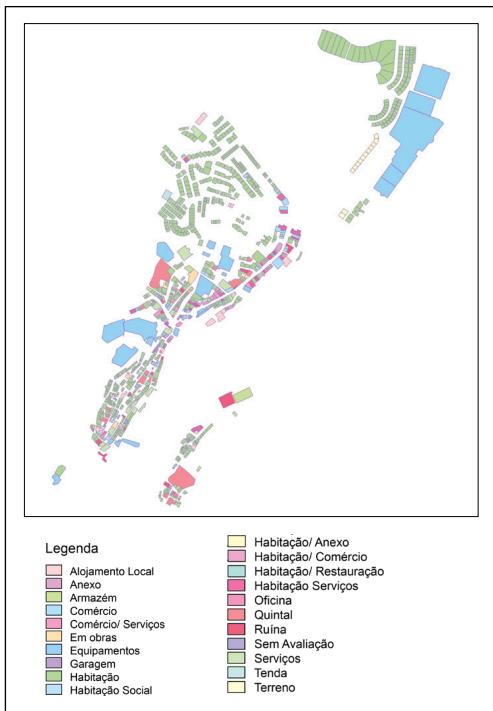 Legenda
Alojamento Local
Anexo
Armazém
Comércio
Comércio/ Serviços
Em obras
Equipamentos
Garagem
Habitação
Habitação Social
Habitação/ Anexo
Habitação/ Comércio
Habitação/ Restauração
Habitação Serviços
Oficina
Quintal
Ruína
Sem Avaliação
Serviços
Tenda
Terreno